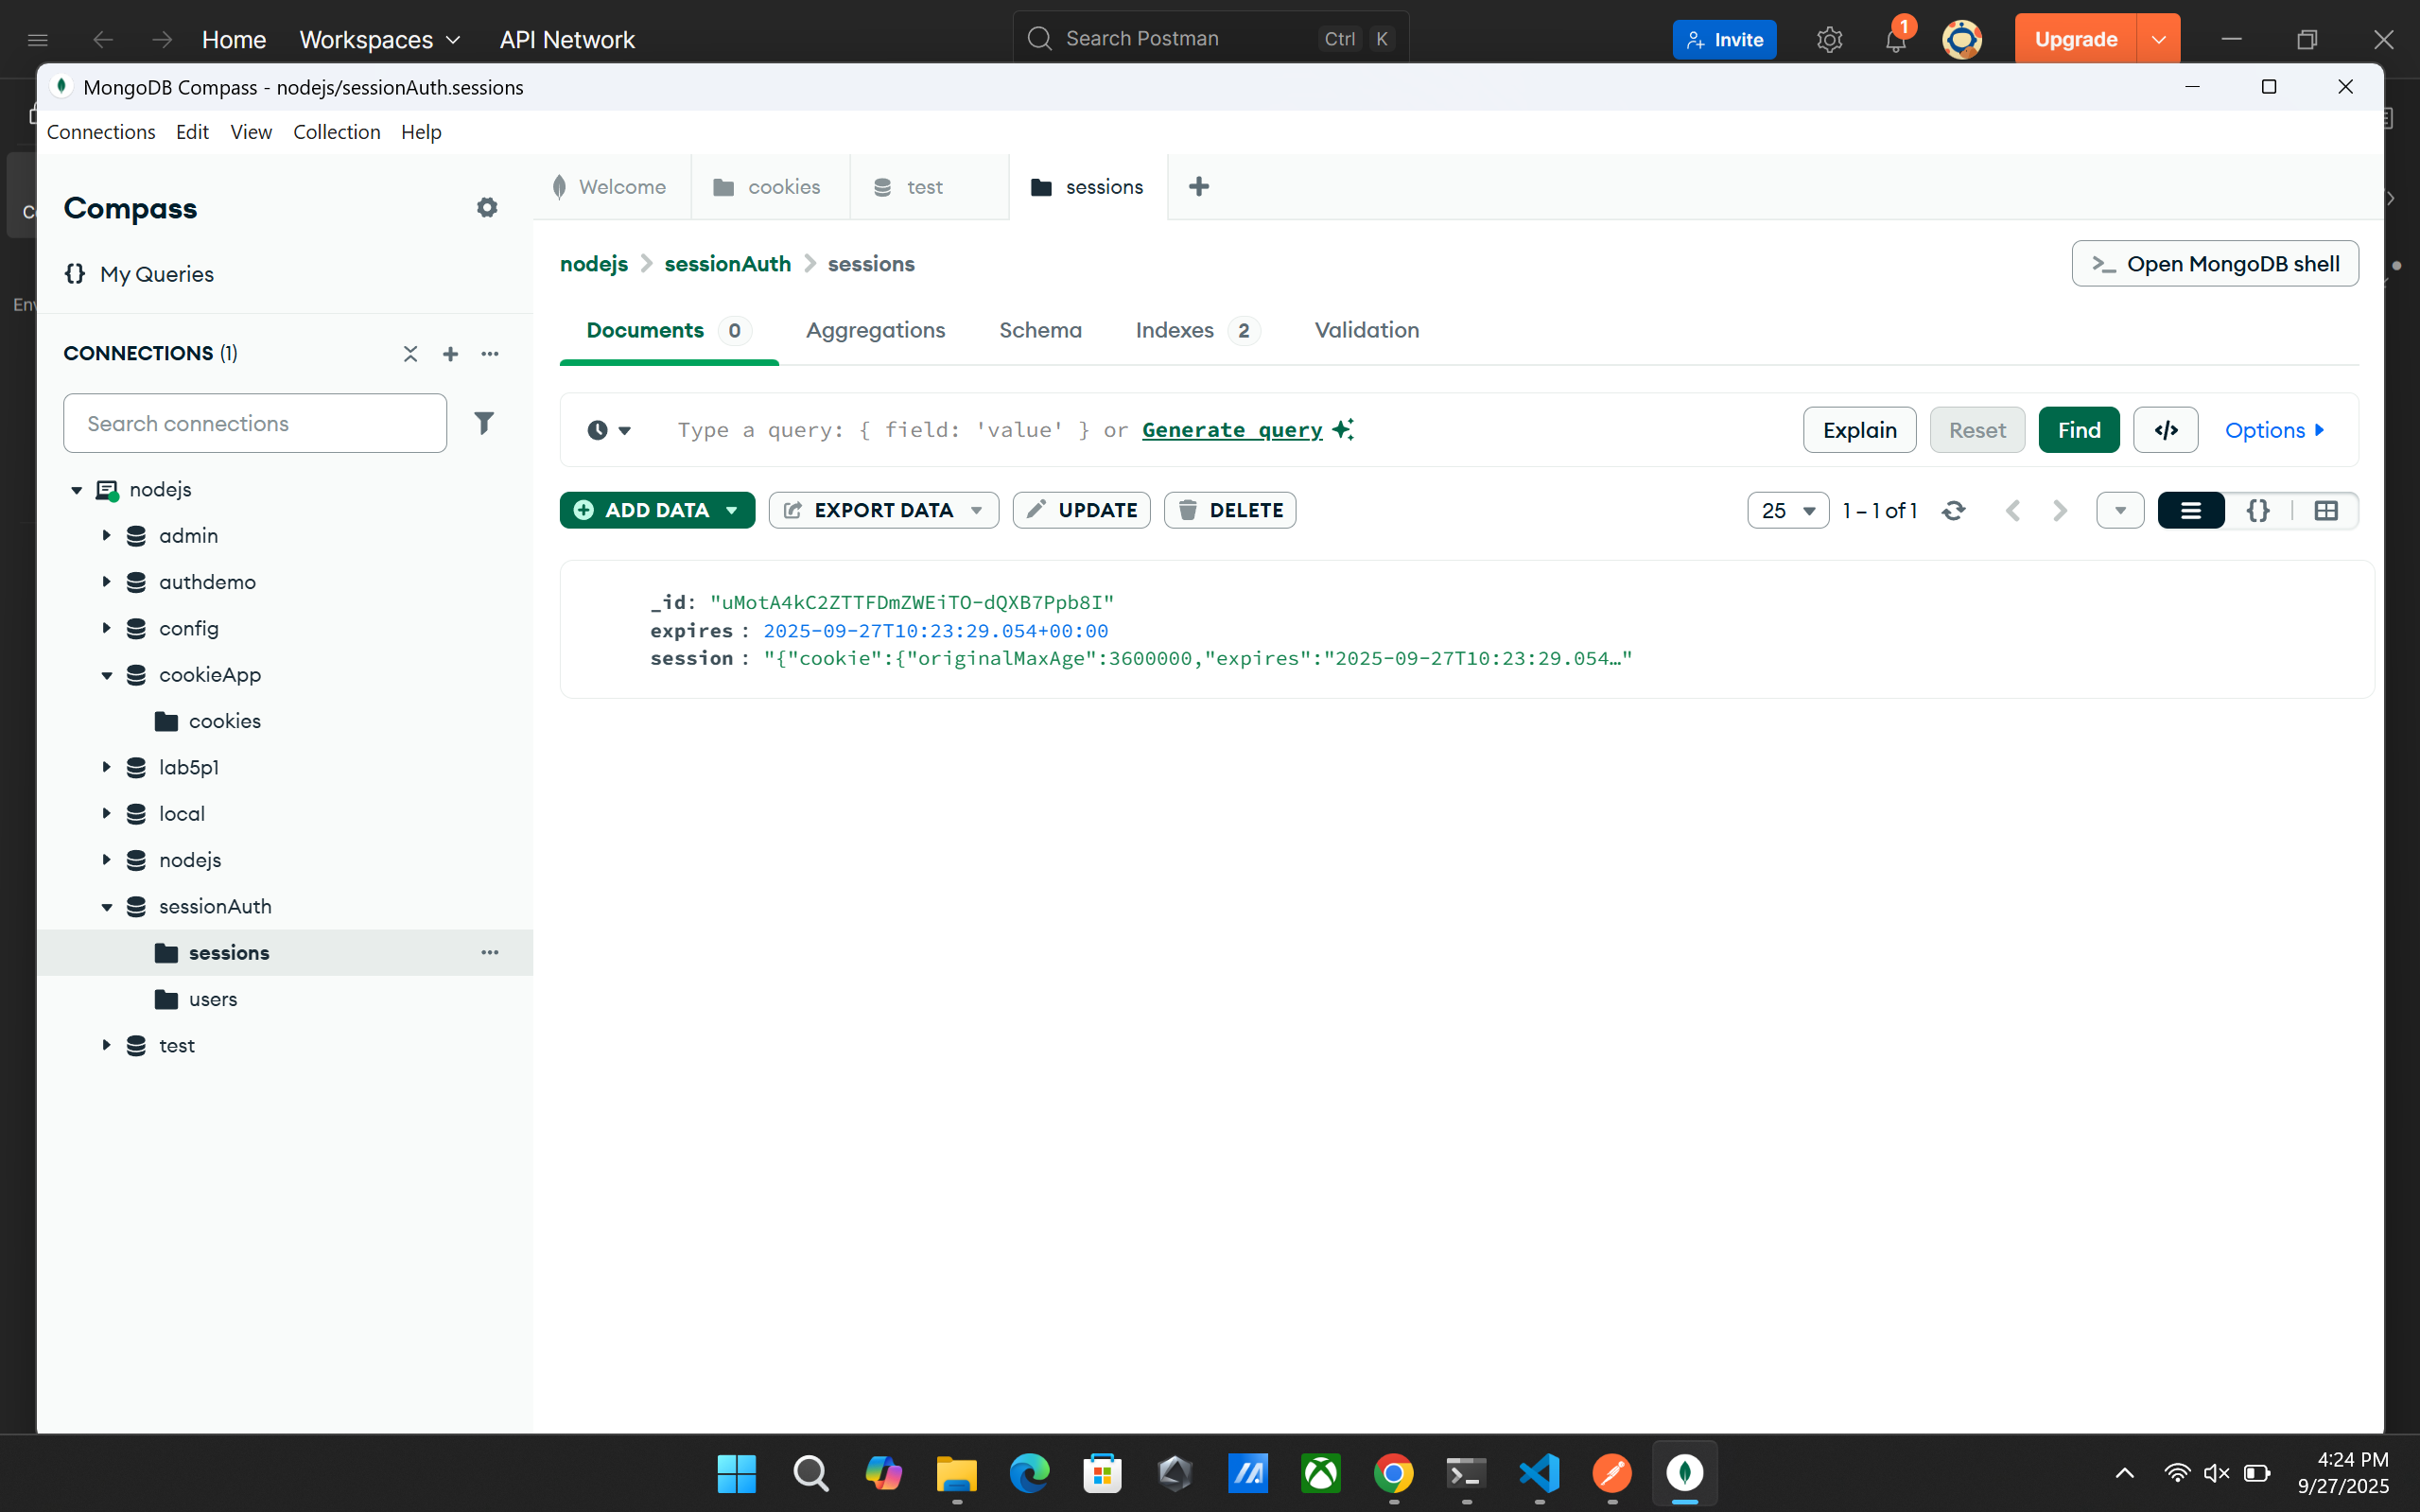 Home Workspaces API Network Search Postman Ctrl K Invite 1 Upgrade
MongoDB Compass - nodejs/sessionAuth.sessions
Connections Edit View Collection Help
Compass
My Queries
CONNECTIONS (1)
Search connections
nodejs
admin
authdemo
config
cookieApp
cookies
lab5p1
local
nodejs
sessionAuth
sessions
users
test
Welcome cookies test sessions
nodejs sessionAuth sessions
>_ Open MongoDB shell
Documents 0 Aggregations Schema Indexes 2 Validation
Type a query: { field: 'value' } or Generate query
Explain Reset Find </> Options
ADD DATA EXPORT DATA UPDATE DELETE
25 1 – 1 of 1 {}
_id: "uMotA4kC2ZTTFDmZWEiTO-dQXB7Ppb8I"
expires : 2025-09-27T10:23:29.054+00:00
session : "{"cookie":{"originalMaxAge":3600000,"expires":"2025-09-27T10:23:29.054…"
4:24 PM
9/27/2025